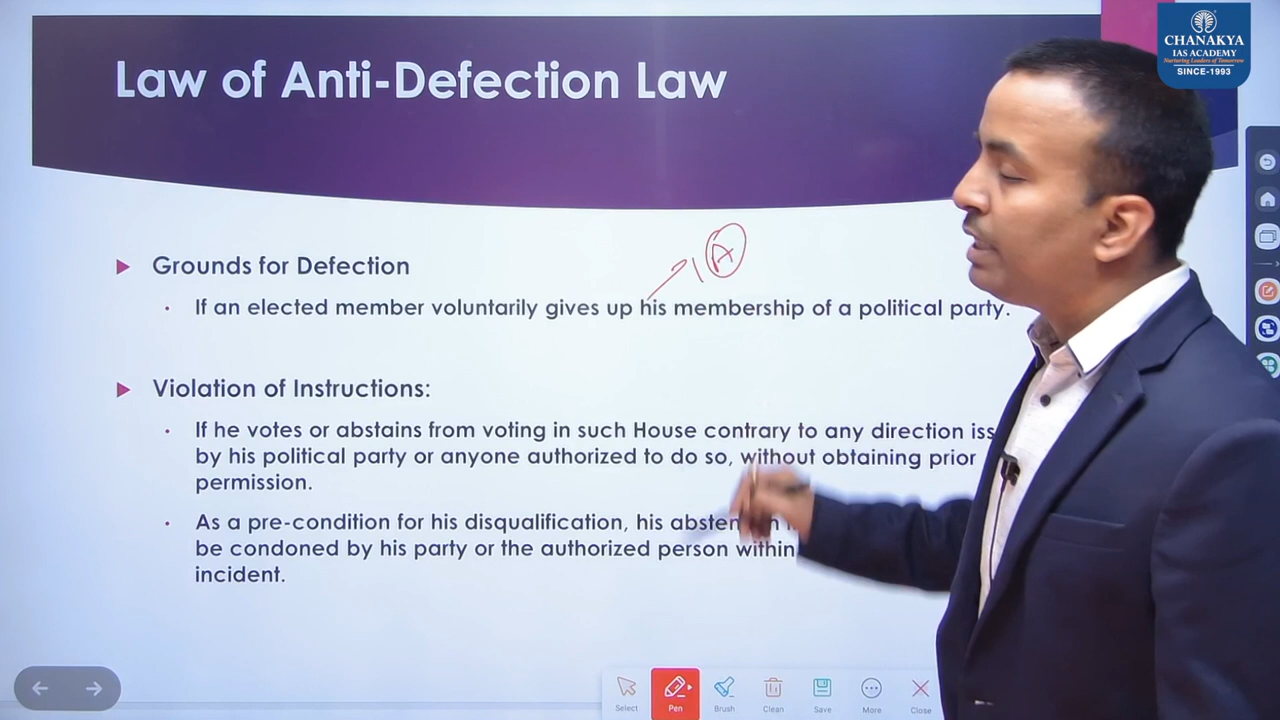 CHANAKYA
IAS ACADEMY
Nurturing Leaders of Tomorrow
SINCE-1993
Law of Anti-Defection Law
A
Grounds for Defection
If an elected member voluntarily gives up his membership of a political party.
Violation of Instructions:
If he votes or abstains from voting in such House contrary to any direction iss
by his political party or anyone authorized to do so, without obtaining prior
permission.
As a pre-condition for his disqualification, his absten
be condoned by his party or the authorized person within
incident.
Select
Pen
Brush
Clean
Save
More
Close